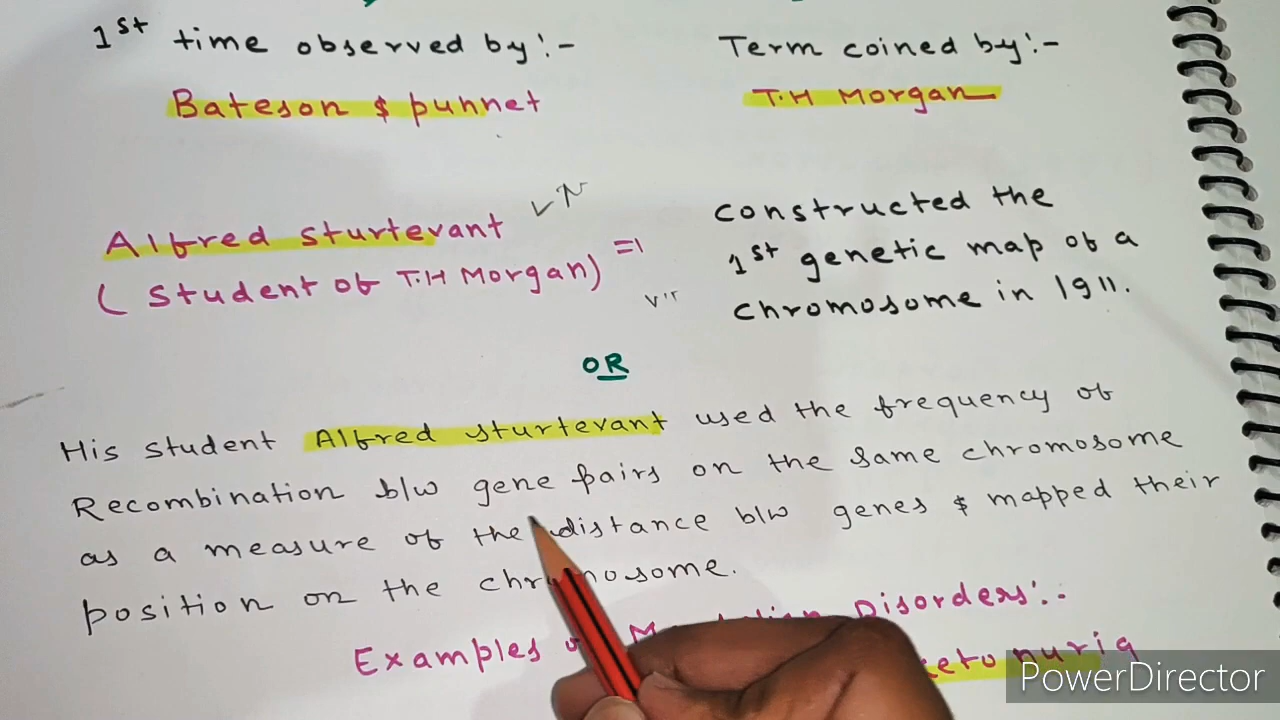 1st time observed by:-
Term coined by:-
Bateson & punnet
T.H Morgan
Alfred sturtevant
(Student of T.H Morgan) =>
constructed the
1st genetic map of a
chromosome in 1911.
OR
His student Alfred sturtevant used the frequency of
Recombination b/w gene pairs on the same chromosome
as a measure of the distance b/w genes & mapped their
position on the chromosome.
Examples Disorders:-
PowerDirector